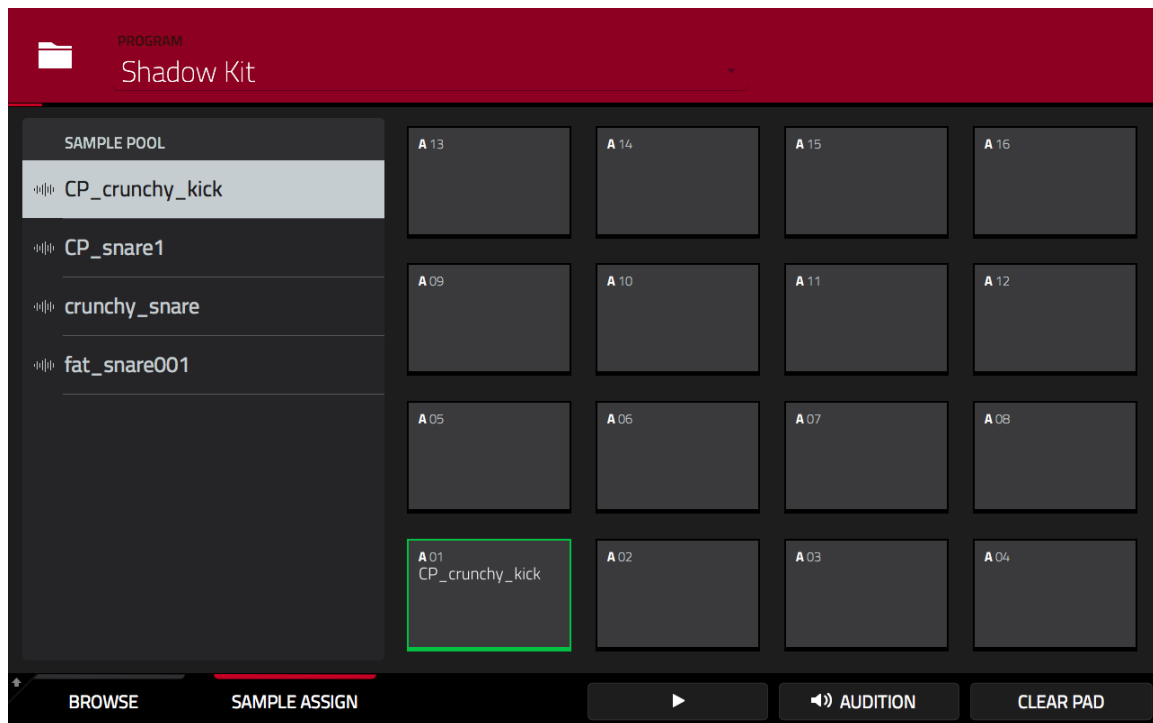 PROGRAM
Shadow Kit
SAMPLE POOL
CP_crunchy_kick
CP_snare1
crunchy_snare
fat_snare001
A 13
A 14
A 15
A 16
A 09
A 10
A 11
A 12
A 05
A 06
A 07
A 08
A 01
CP_crunchy_kick
A 02
A 03
A 04
BROWSE
SAMPLE ASSIGN
AUDITION
CLEAR PAD